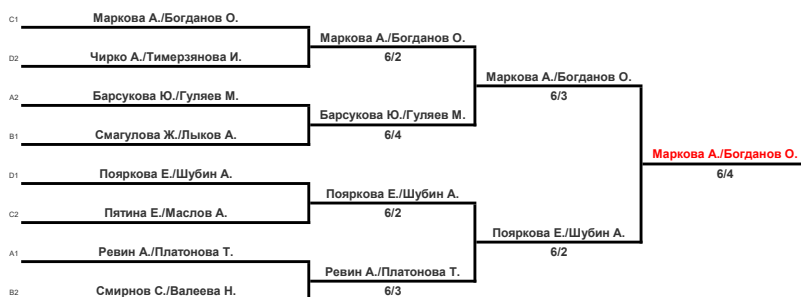 C1 Маркова А./Богданов О.
Маркова А./Богданов О.
D2 Чирко А./Тимерзянова И.
6/2
Маркова А./Богданов О.
A2 Барсукова Ю./Гуляев М.
6/3
Барсукова Ю./Гуляев М.
B1 Смагулова Ж./Лыков А.
6/4
Маркова А./Богданов О.
D1 Пояркова Е./Шубин А.
6/4
Пояркова Е./Шубин А.
C2 Пятина Е./Маслов А.
6/2
Пояркова Е./Шубин А.
A1 Ревин А./Платонова Т.
6/2
Ревин А./Платонова Т.
B2 Смирнов С./Валеева Н.
6/3